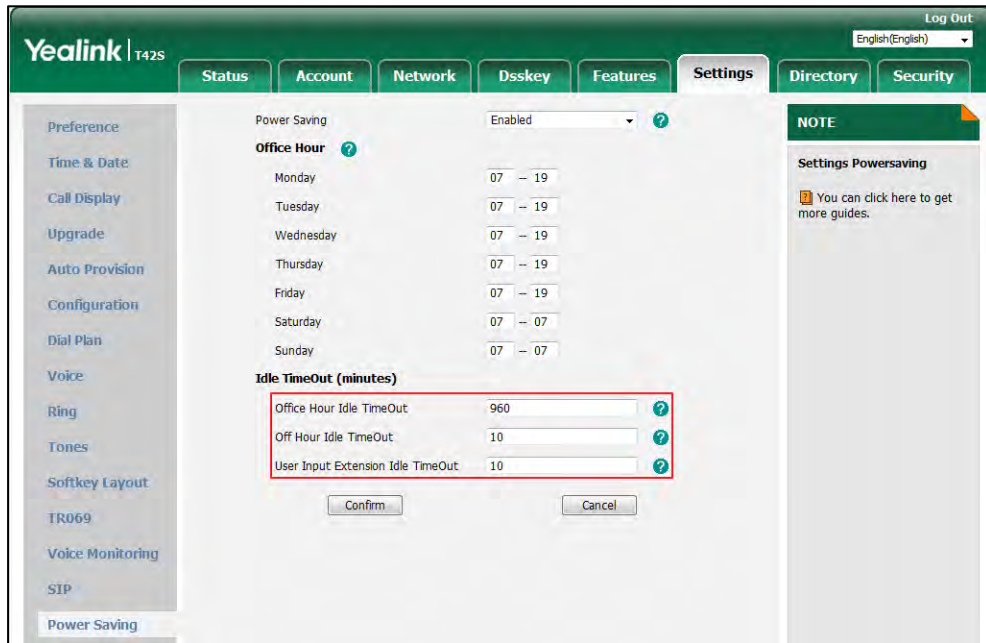 Log Out
Yealink T42S
English(English)
Status Account Network Dsskey Features Settings Directory Security
Preference
Time & Date
Call Display
Upgrade
Auto Provision
Configuration
Dial Plan
Voice
Ring
Tones
Softkey Layout
TR069
Voice Monitoring
SIP
Power Saving
Power Saving Enabled ?
Office Hour ?
Monday 07 -- 19
Tuesday 07 -- 19
Wednesday 07 -- 19
Thursday 07 -- 19
Friday 07 -- 19
Saturday 07 -- 07
Sunday 07 -- 07
Idle TimeOut (minutes)
Office Hour Idle TimeOut 960 ?
Off Hour Idle TimeOut 10 ?
User Input Extension Idle TimeOut 10 ?
Confirm Cancel
NOTE
Settings Powersaving
? You can click here to get
more guides.